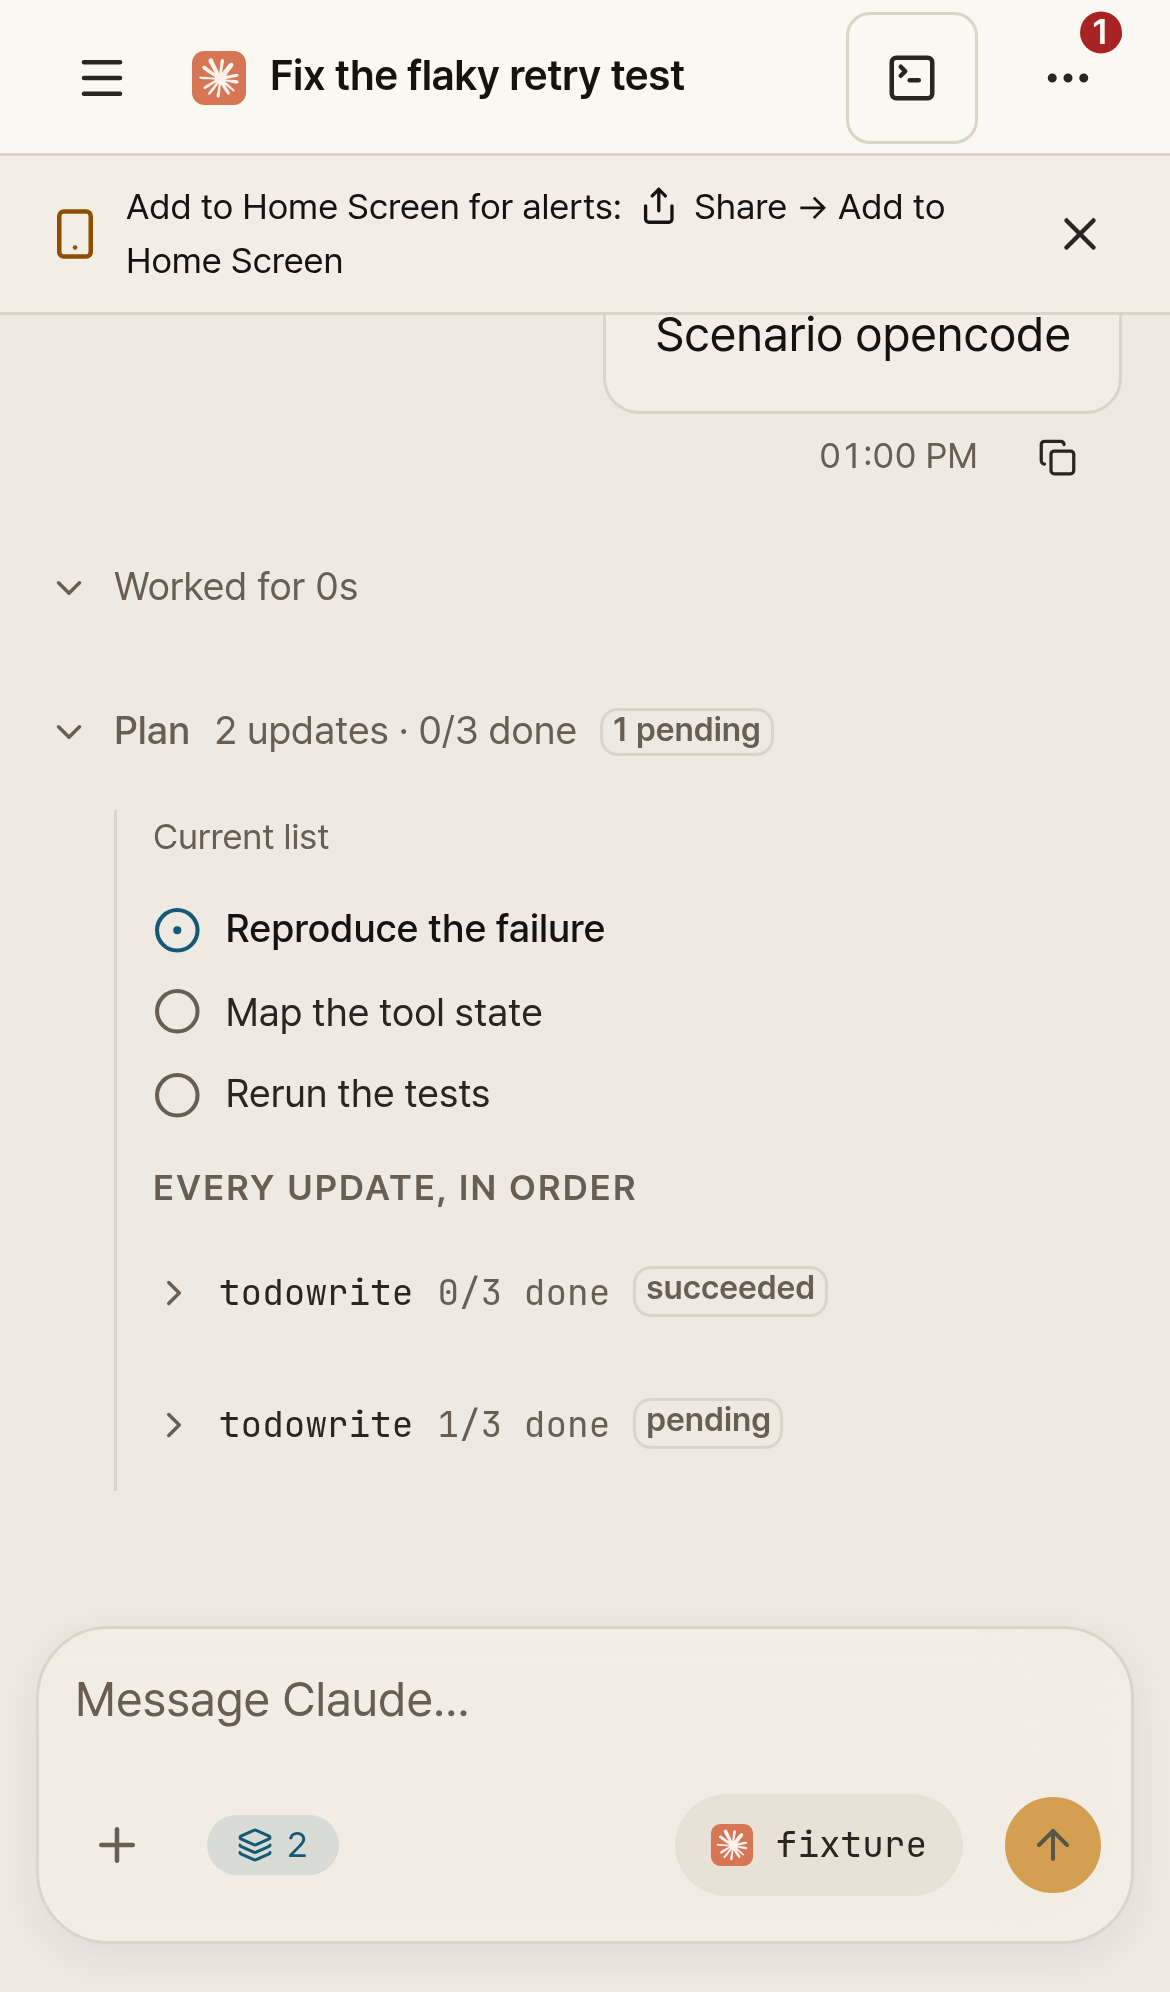 Fix the flaky retry test
1
Add to Home Screen for alerts: Share → Add to
Home Screen
Scenario opencode
01:00 PM
Worked for 0s
Plan 2 updates · 0/3 done 1 pending
Current list
Reproduce the failure
Map the tool state
Rerun the tests
EVERY UPDATE, IN ORDER
todowrite 0/3 done succeeded
todowrite 1/3 done pending
Message Claude...
2 fixture